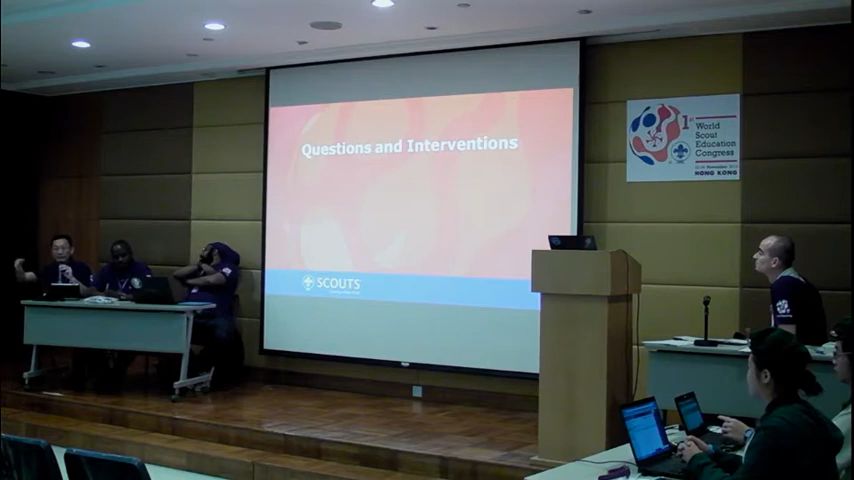 Questions and Interventions
SCOUTS
1st
World
Scout
Education
Congress
HONG KONG